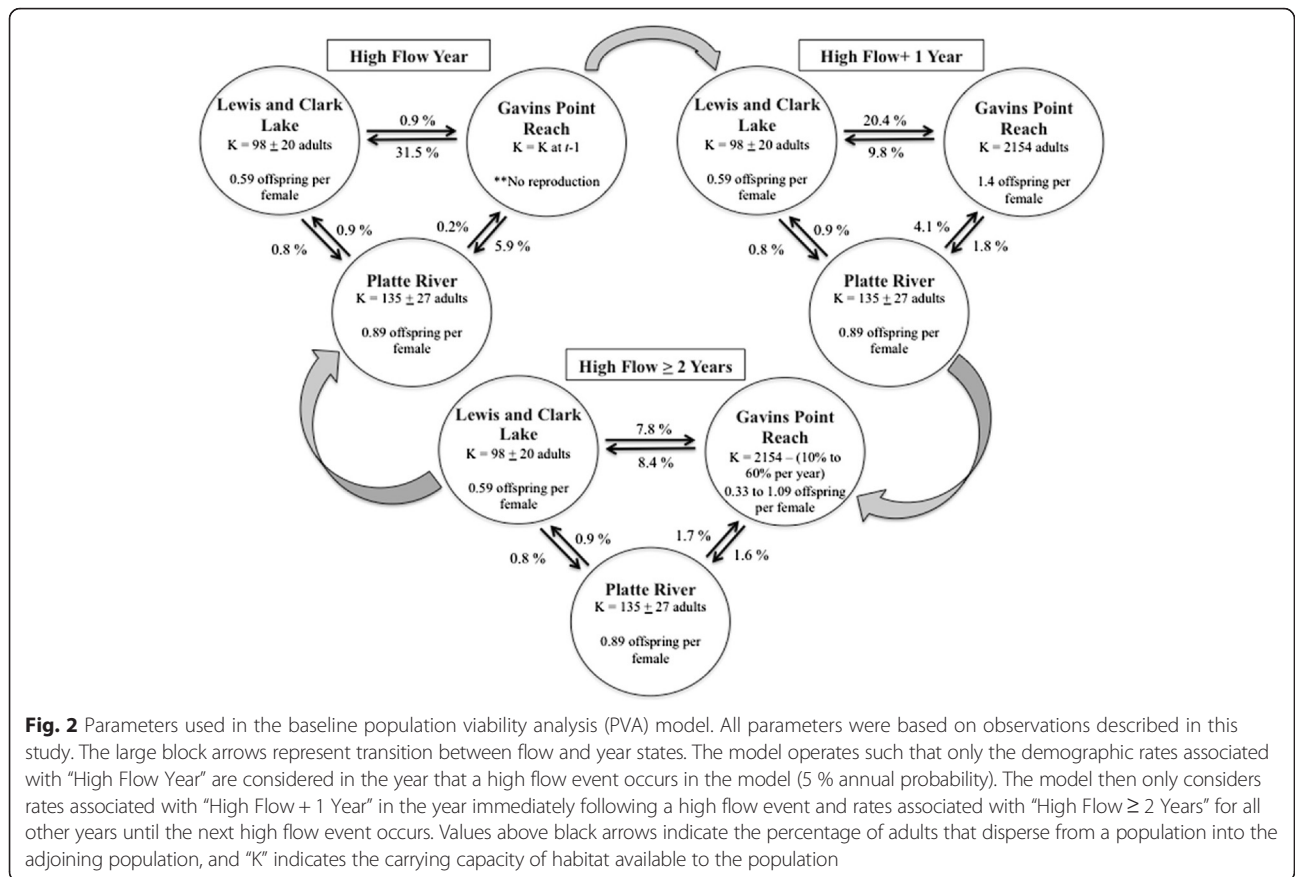 High Flow Year
Lewis and Clark
Lake
K = 98 ± 20 adults
0.59 offspring per
female
0.9 %
31.5 %
Gavins Point
Reach
K = K at t-1
**No reproduction
0.9 %
0.8 %
0.2%
5.9 %
Platte River
K = 135 ± 27 adults
0.89 offspring per
female
High Flow+ 1 Year
Lewis and Clark
Lake
K = 98 ± 20 adults
0.59 offspring per
female
20.4 %
9.8 %
Gavins Point
Reach
K = 2154 adults
1.4 offspring per
female
0.9 %
0.8 %
4.1 %
1.8 %
Platte River
K = 135 ± 27 adults
0.89 offspring per
female
High Flow ≥ 2 Years
Lewis and Clark
Lake
K = 98 ± 20 adults
0.59 offspring per
female
7.8 %
8.4 %
Gavins Point
Reach
K = 2154 – (10% to
60% per year)
0.33 to 1.09 offspring
per female
0.9 %
0.8 %
1.7 %
1.6 %
Platte River
K = 135 ± 27 adults
0.89 offspring per
female
Fig. 2 Parameters used in the baseline population viability analysis (PVA) model. All parameters were based on observations described in this
study. The large block arrows represent transition between flow and year states. The model operates such that only the demographic rates associated
with “High Flow Year” are considered in the year that a high flow event occurs in the model (5 % annual probability). The model then only considers
rates associated with “High Flow + 1 Year” in the year immediately following a high flow event and rates associated with “High Flow ≥ 2 Years” for all
other years until the next high flow event occurs. Values above black arrows indicate the percentage of adults that disperse from a population into the
adjoining population, and “K” indicates the carrying capacity of habitat available to the population